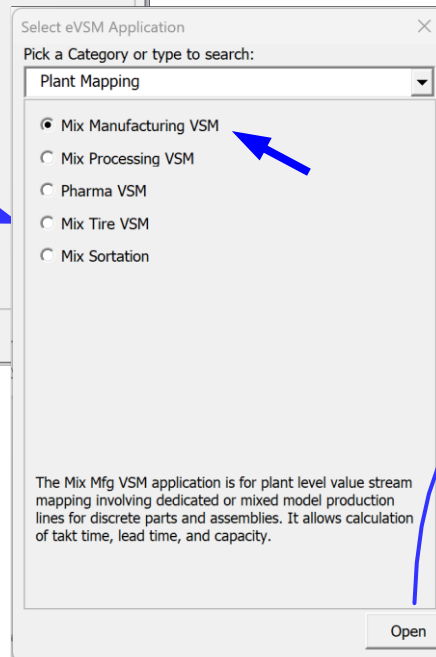 Select eVSM Application
Pick a Category or type to search:
Plant Mapping
Mix Manufacturing VSM
Mix Processing VSM
Pharma VSM
Mix Tire VSM
Mix Sortation
The Mix Mfg VSM application is for plant level value stream
mapping involving dedicated or mixed model production
lines for discrete parts and assemblies. It allows calculation
of takt time, lead time, and capacity.
Open